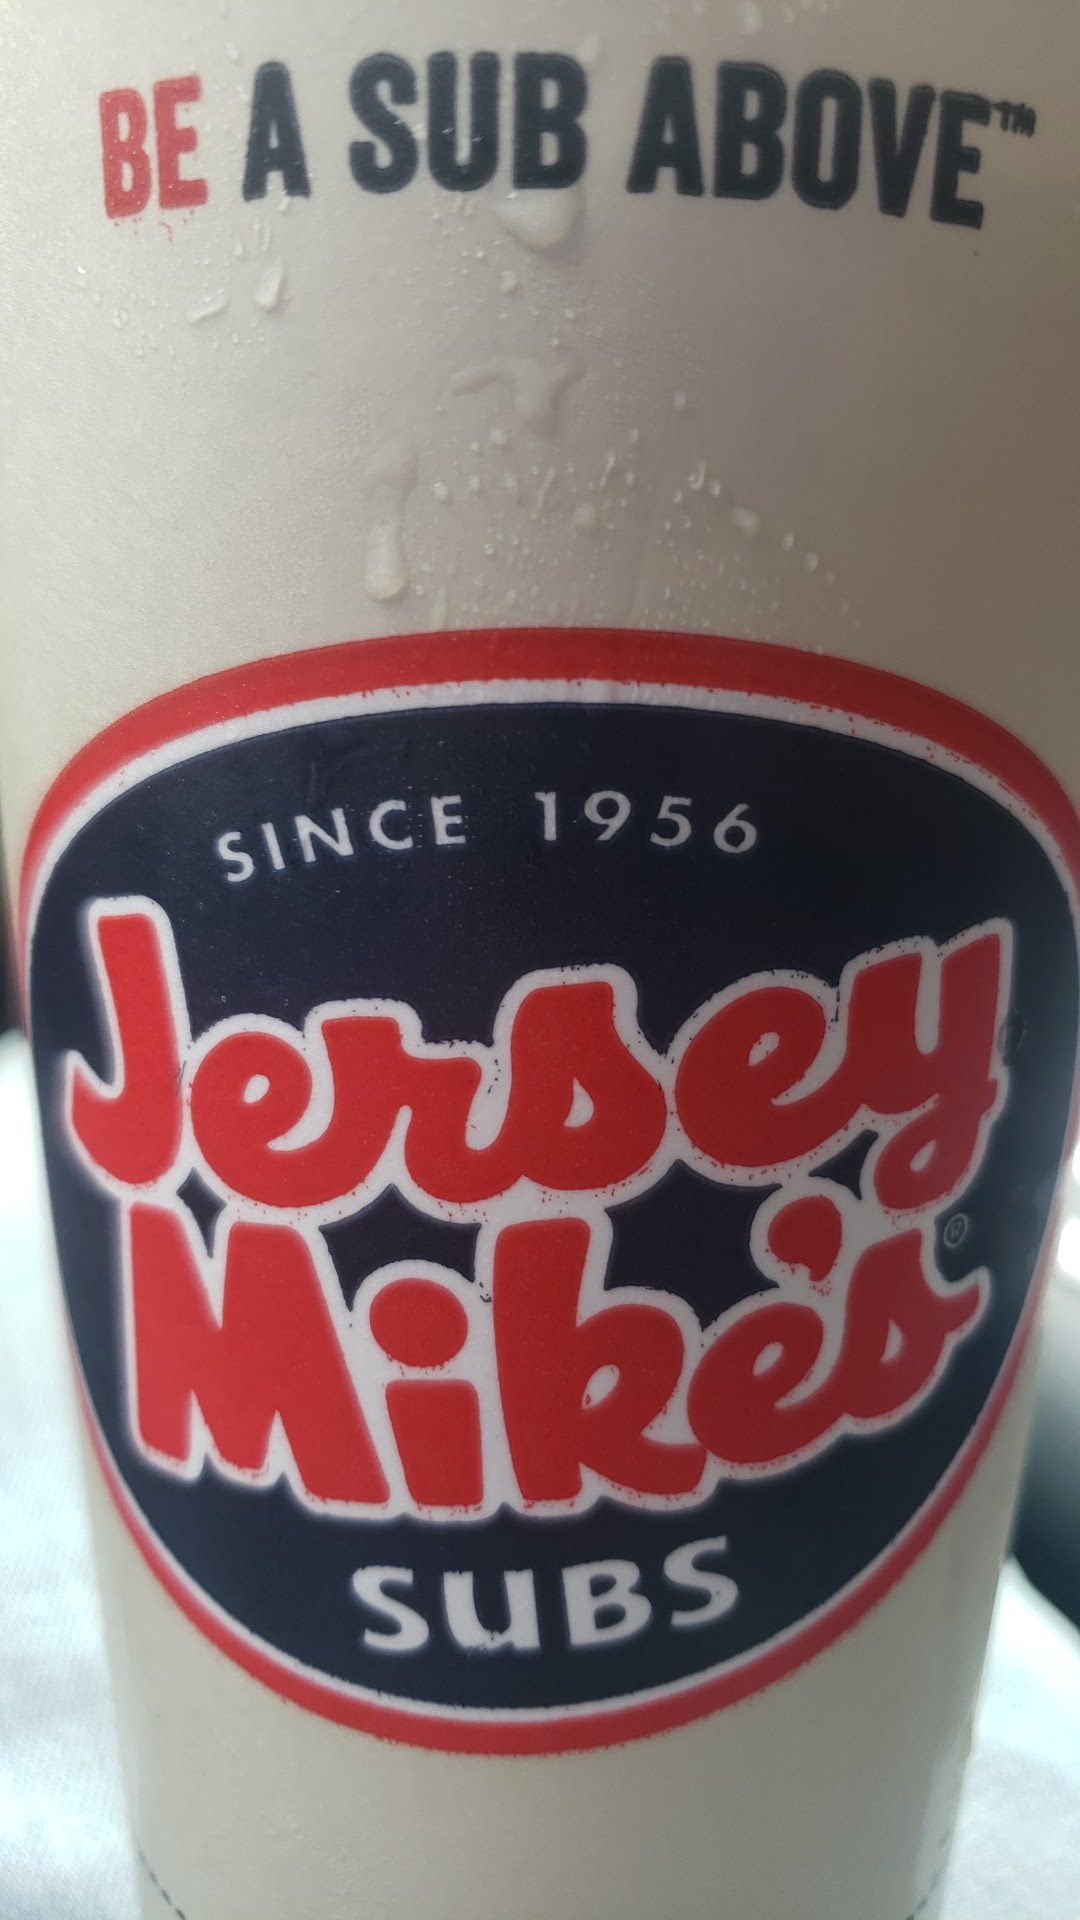 BE A SUB ABOVE™
SINCE 1956
Jersey
Mike's®
SUBS